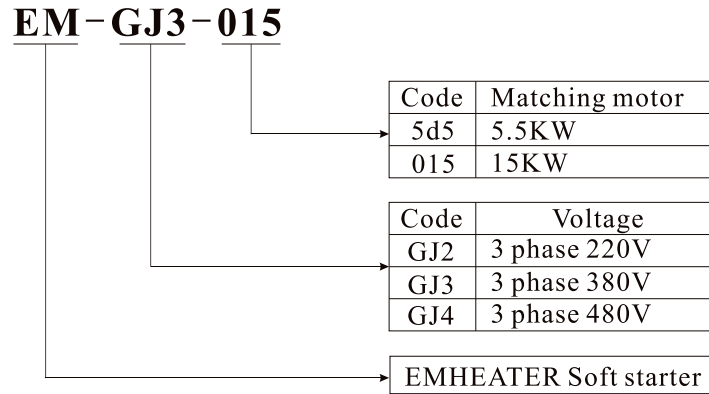 EM-GJ3-015
Code Matching motor
5d5 5.5KW
015 15KW
Code Voltage
GJ2 3 phase 220V
GJ3 3 phase 380V
GJ4 3 phase 480V
EMHEATER Soft starter